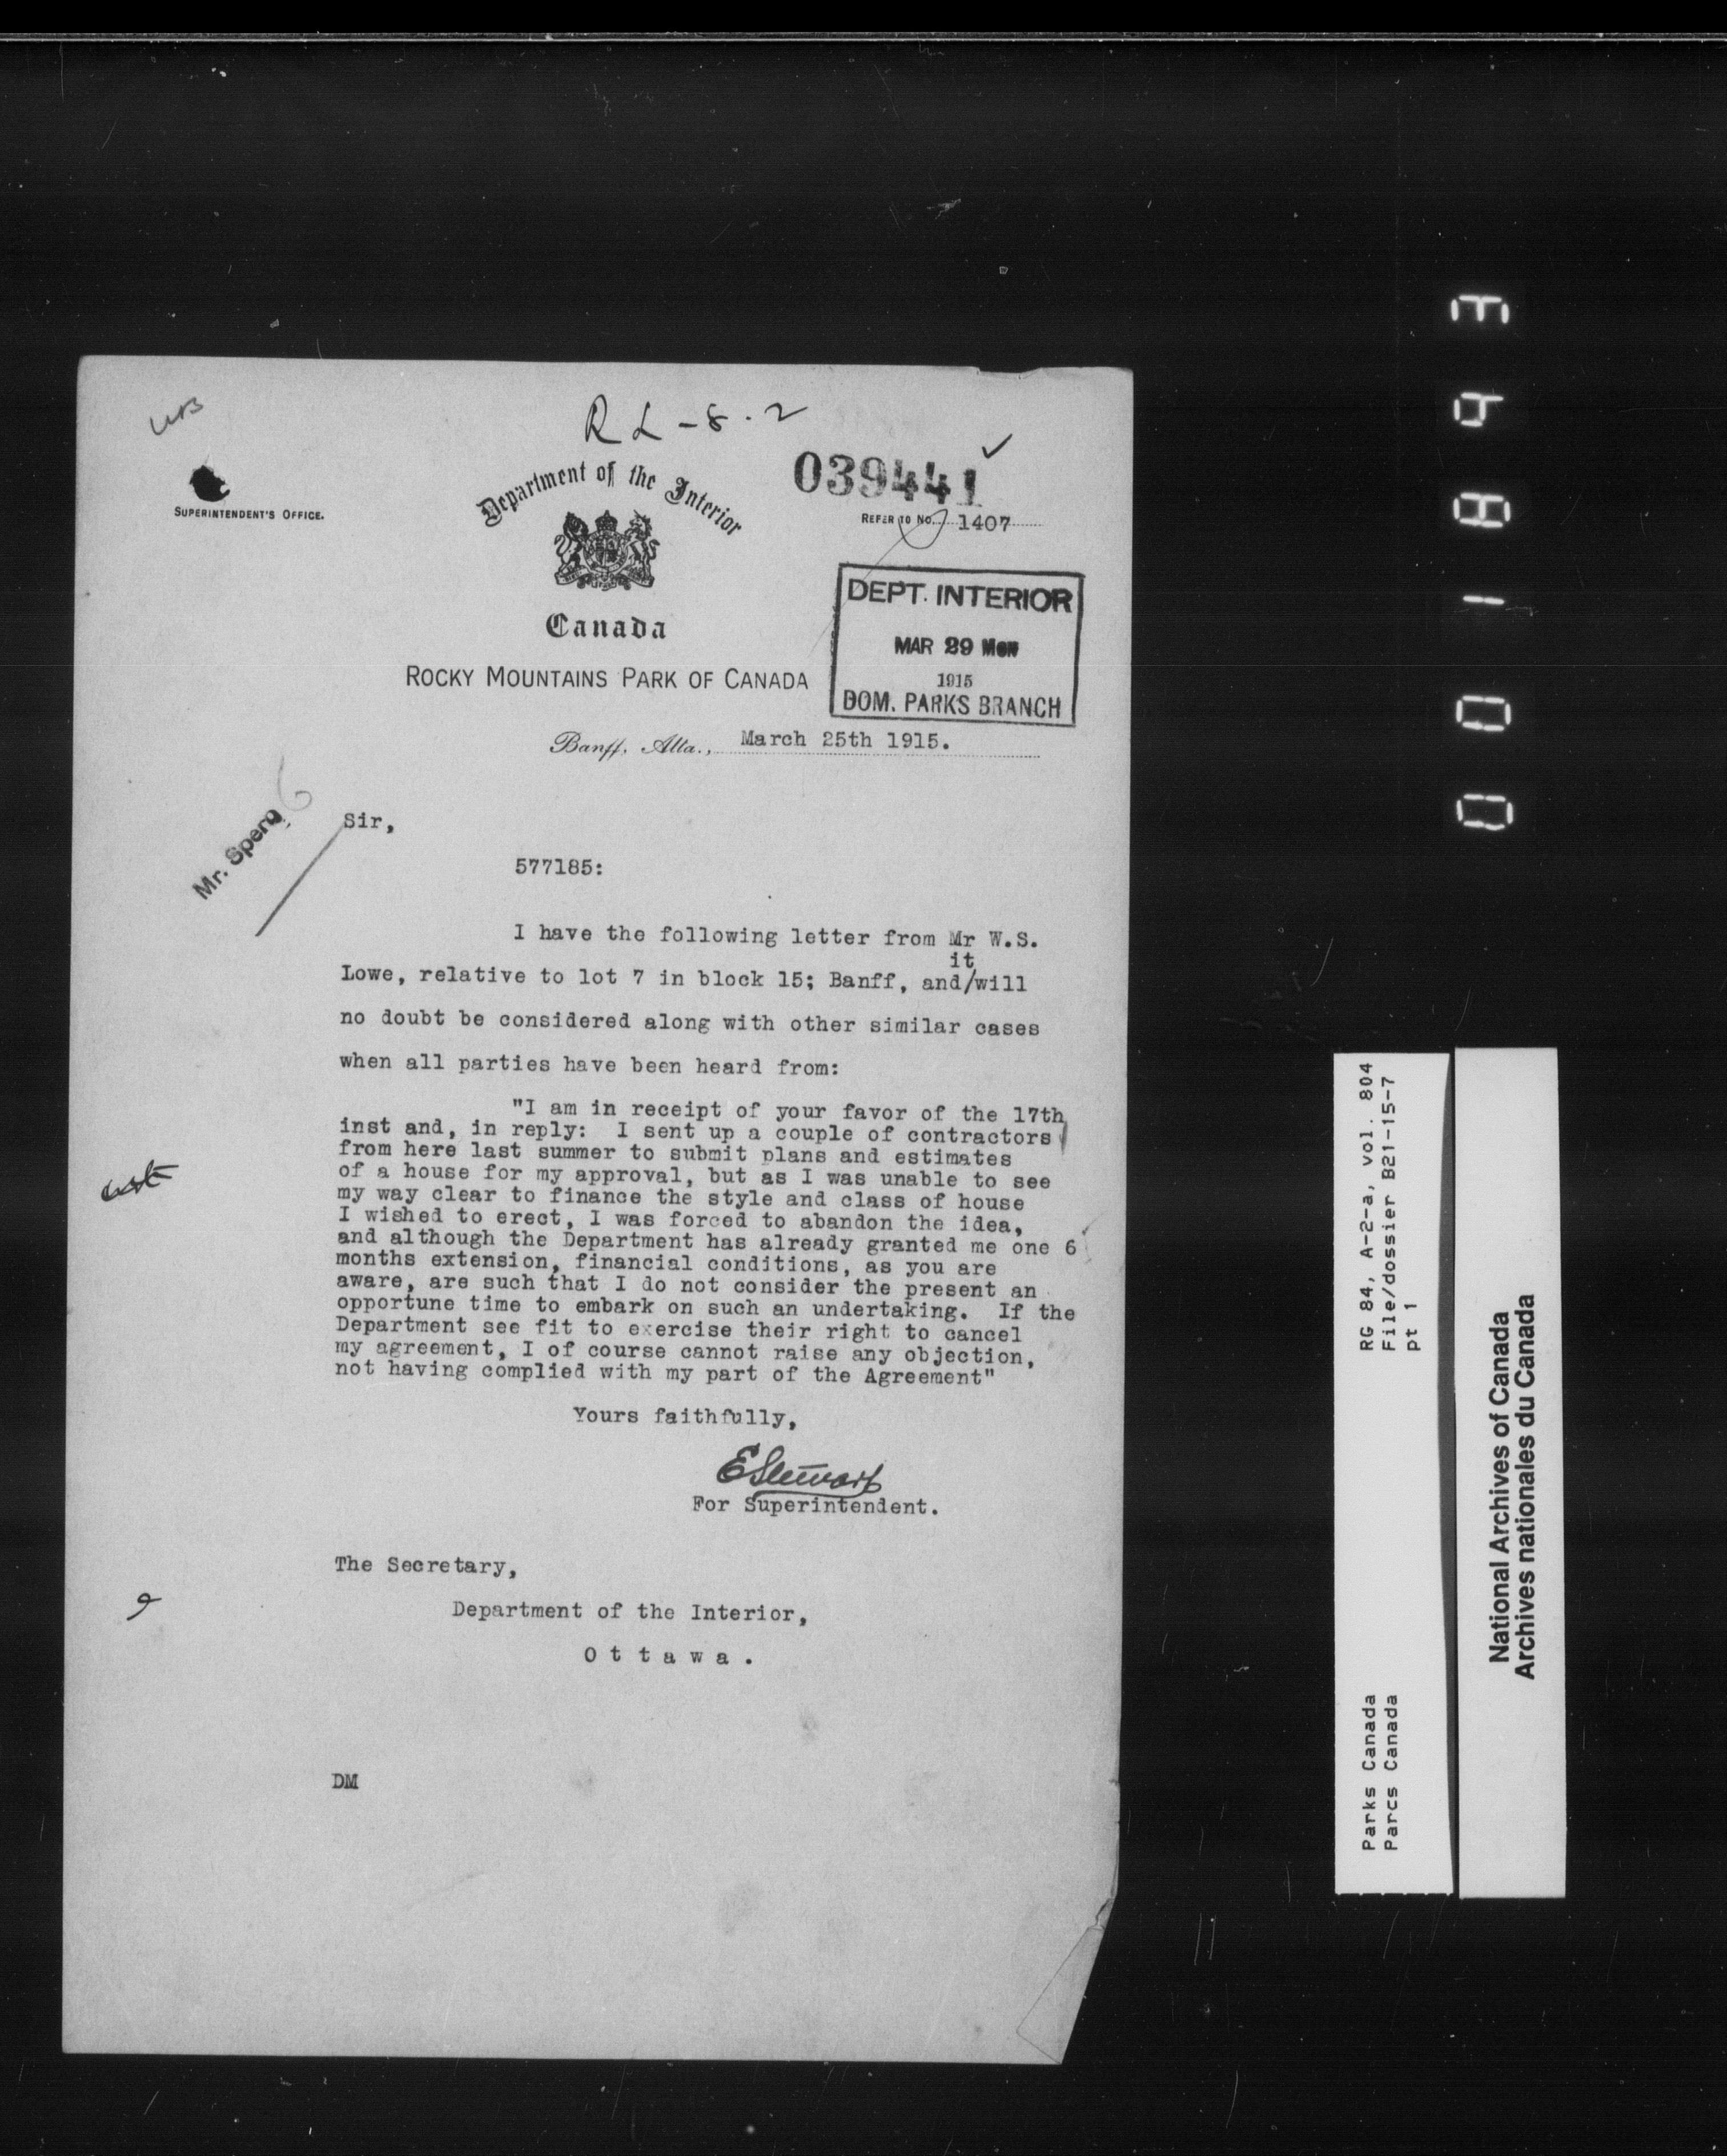 RL-8.2
039441
SUPERINTENDENT'S OFFICE.
Department of the Interior
REFER TO No. 1407
Canada
DEPT. INTERIOR
MAR 29 Mon
1915
DOM. PARKS BRANCH
ROCKY MOUNTAINS PARK OF CANADA
Banff, Alta., March 25th 1915.
Sir,
577185:
I have the following letter from Mr W.S.
it
Lowe, relative to lot 7 in block 15; Banff, and/will
no doubt be considered along with other similar cases
when all parties have been heard from:
"I am in receipt of your favor of the 17th
inst and, in reply: I sent up a couple of contractors
from here last summer to submit plans and estimates
of a house for my approval, but as I was unable to see
my way clear to finance the style and class of house
I wished to erect, I was forced to abandon the idea,
and although the Department has already granted me one 6
months extension, financial conditions, as you are
aware, are such that I do not consider the present an
opportune time to embark on such an undertaking. If the
Department see fit to exercise their right to cancel
my agreement, I of course cannot raise any objection,
not having complied with my part of the Agreement"
Yours faithfully,
EStewart
For Superintendent.
The Secretary,
Department of the Interior,
Ottawa.
DM
Mr. Spero
0018493
RG 84, A-2-a, vol. 804
File/dossier B21-15-7
pt 1
Parks Canada
Parcs Canada
National Archives of Canada
Archives nationales du Canada